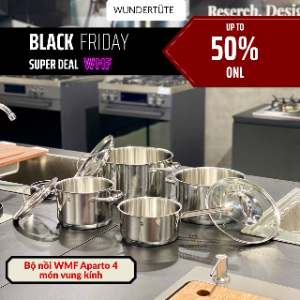 WUNDERTÜTE
Reserch. Desig
BLACK FRIDAY
SUPER DEAL WMF
UP TO
50%
ONL
Bộ nồi WMF Aparto 4
món vung kính